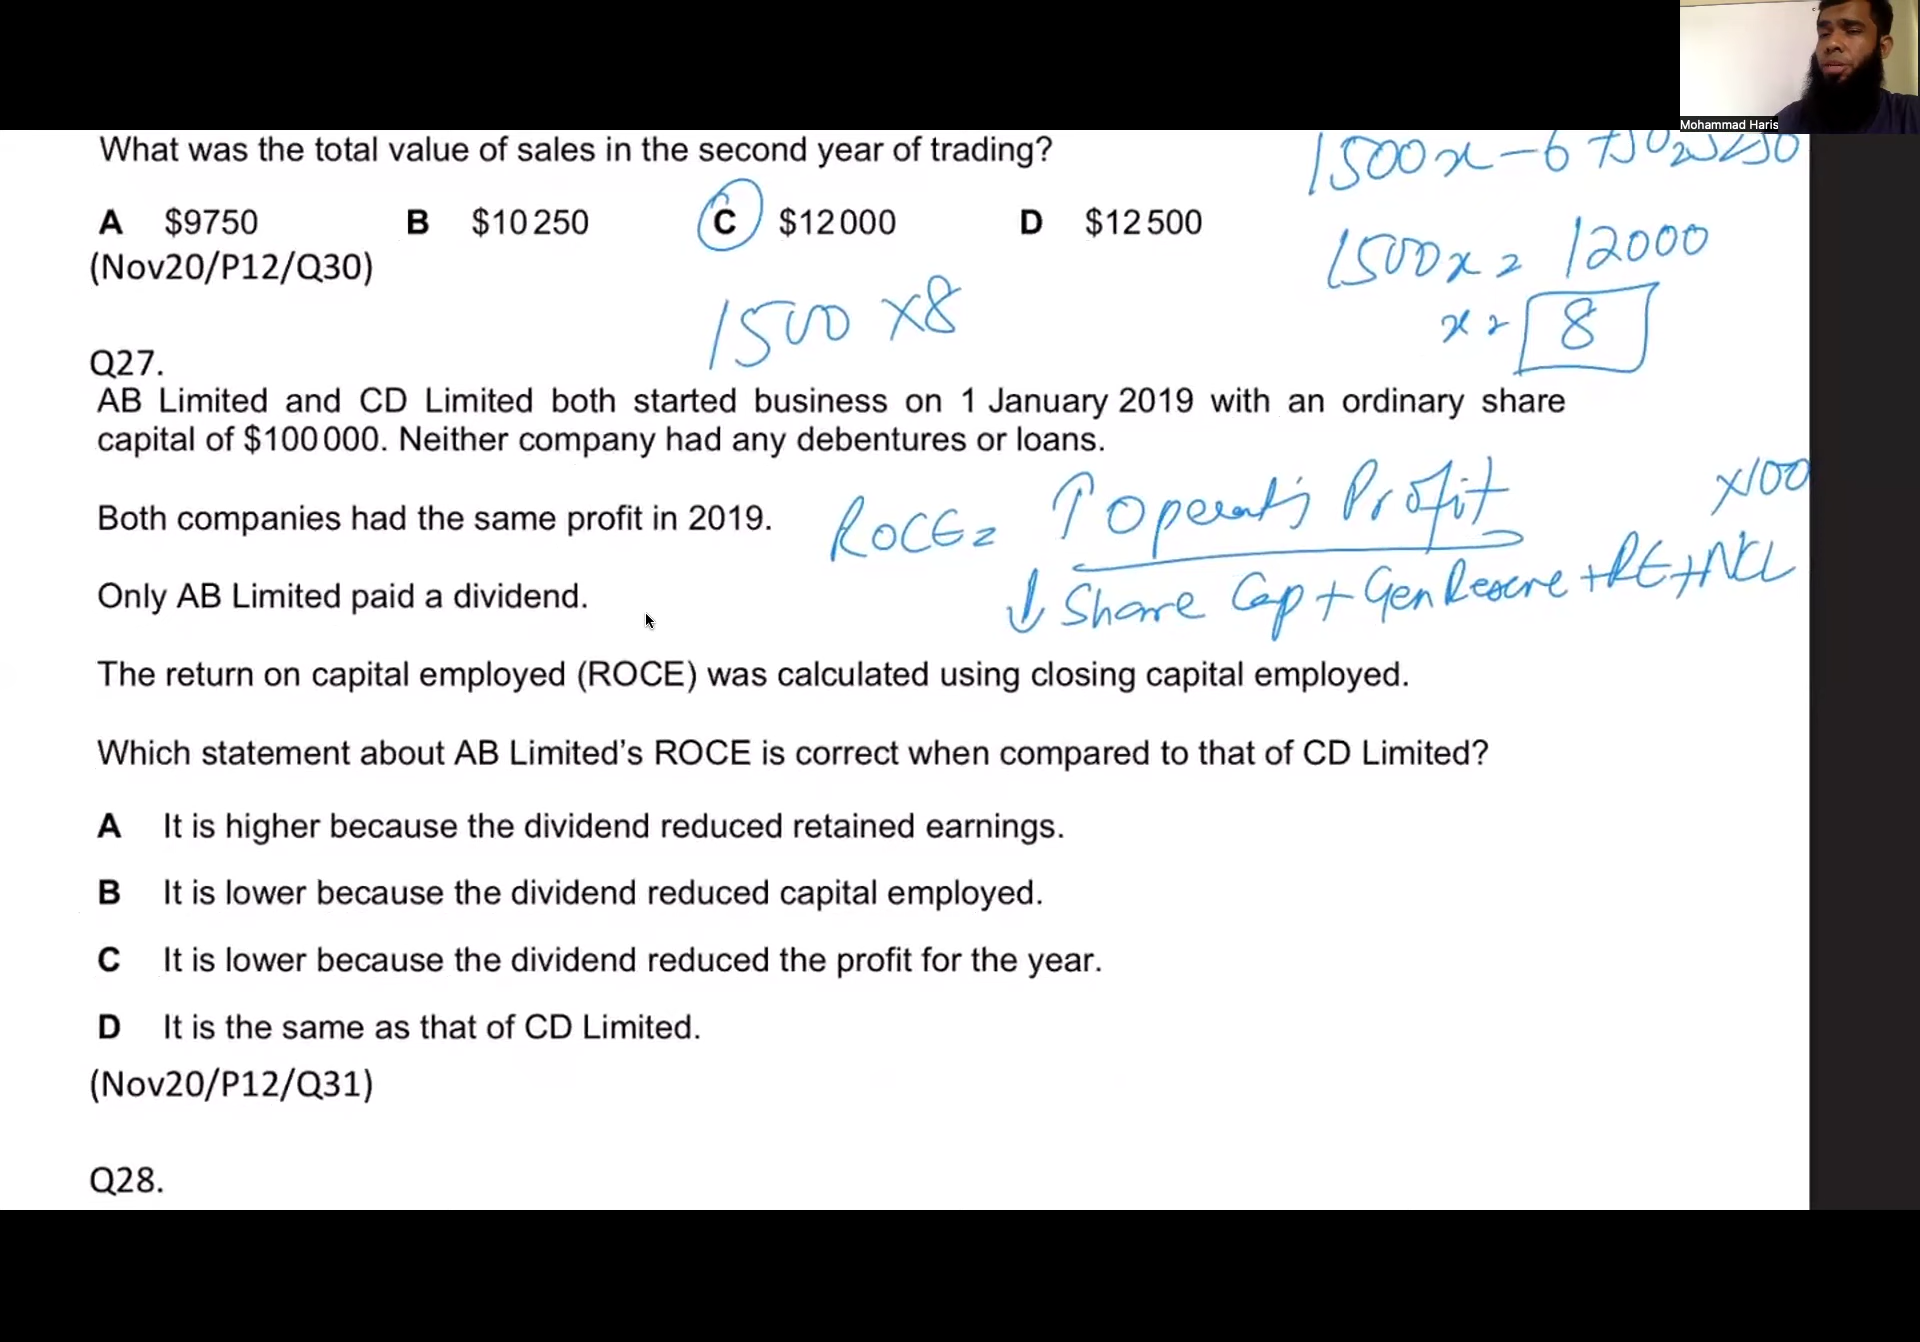 Mohammad Haris
What was the total value of sales in the second year of trading?
1500x - 6750 = 5250
A $9750 B $10 250 C $12 000 D $12 500
1500x = 12000
(Nov20/P12/Q30)
1500 x8
x = 8
Q27.
AB Limited and CD Limited both started business on 1 January 2019 with an ordinary share
capital of $100 000. Neither company had any debentures or loans.
Both companies had the same profit in 2019.
ROCE = ↑ Operating Profit x100
↓ Share Cap + Gen Reserve + RE + NCL
Only AB Limited paid a dividend.
The return on capital employed (ROCE) was calculated using closing capital employed.
Which statement about AB Limited’s ROCE is correct when compared to that of CD Limited?
A It is higher because the dividend reduced retained earnings.
B It is lower because the dividend reduced capital employed.
C It is lower because the dividend reduced the profit for the year.
D It is the same as that of CD Limited.
(Nov20/P12/Q31)
Q28.